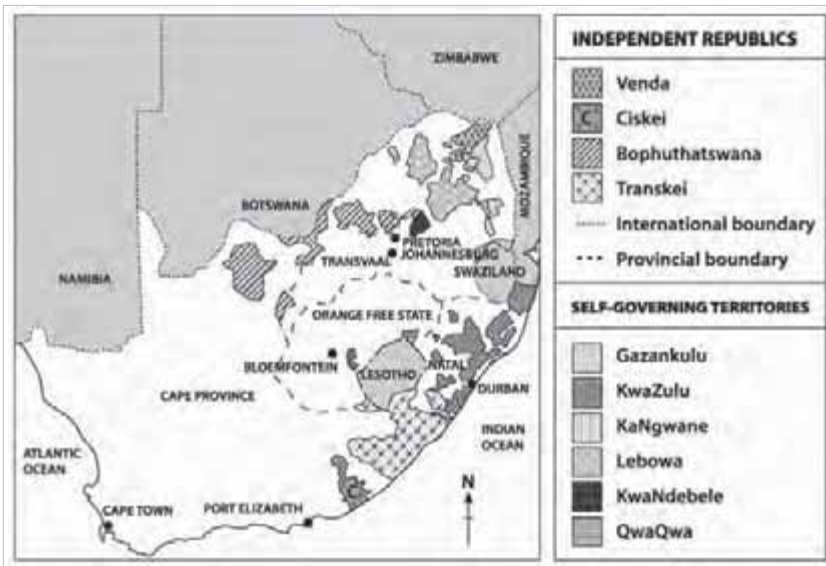 ZIMBABWE
MOZAMBIQUE
BOTSWANA
PRETORIA
JOHANNESBURG
TRANSVAAL
SWAZILAND
NAMIBIA
ORANGE FREE STATE
BLOEMFONTEIN
LESOTHO
NATAL
DURBAN
CAPE PROVINCE
INDIAN
OCEAN
ATLANTIC
OCEAN
C
N
PORT ELIZABETH
CAPE TOWN
INDEPENDENT REPUBLICS
Venda
C Ciskei
Bophuthatswana
Transkei
International boundary
Provincial boundary
SELF-GOVERNING TERRITORIES
Gazankulu
KwaZulu
KaNgwane
Lebowa
KwaNdebele
QwaQwa